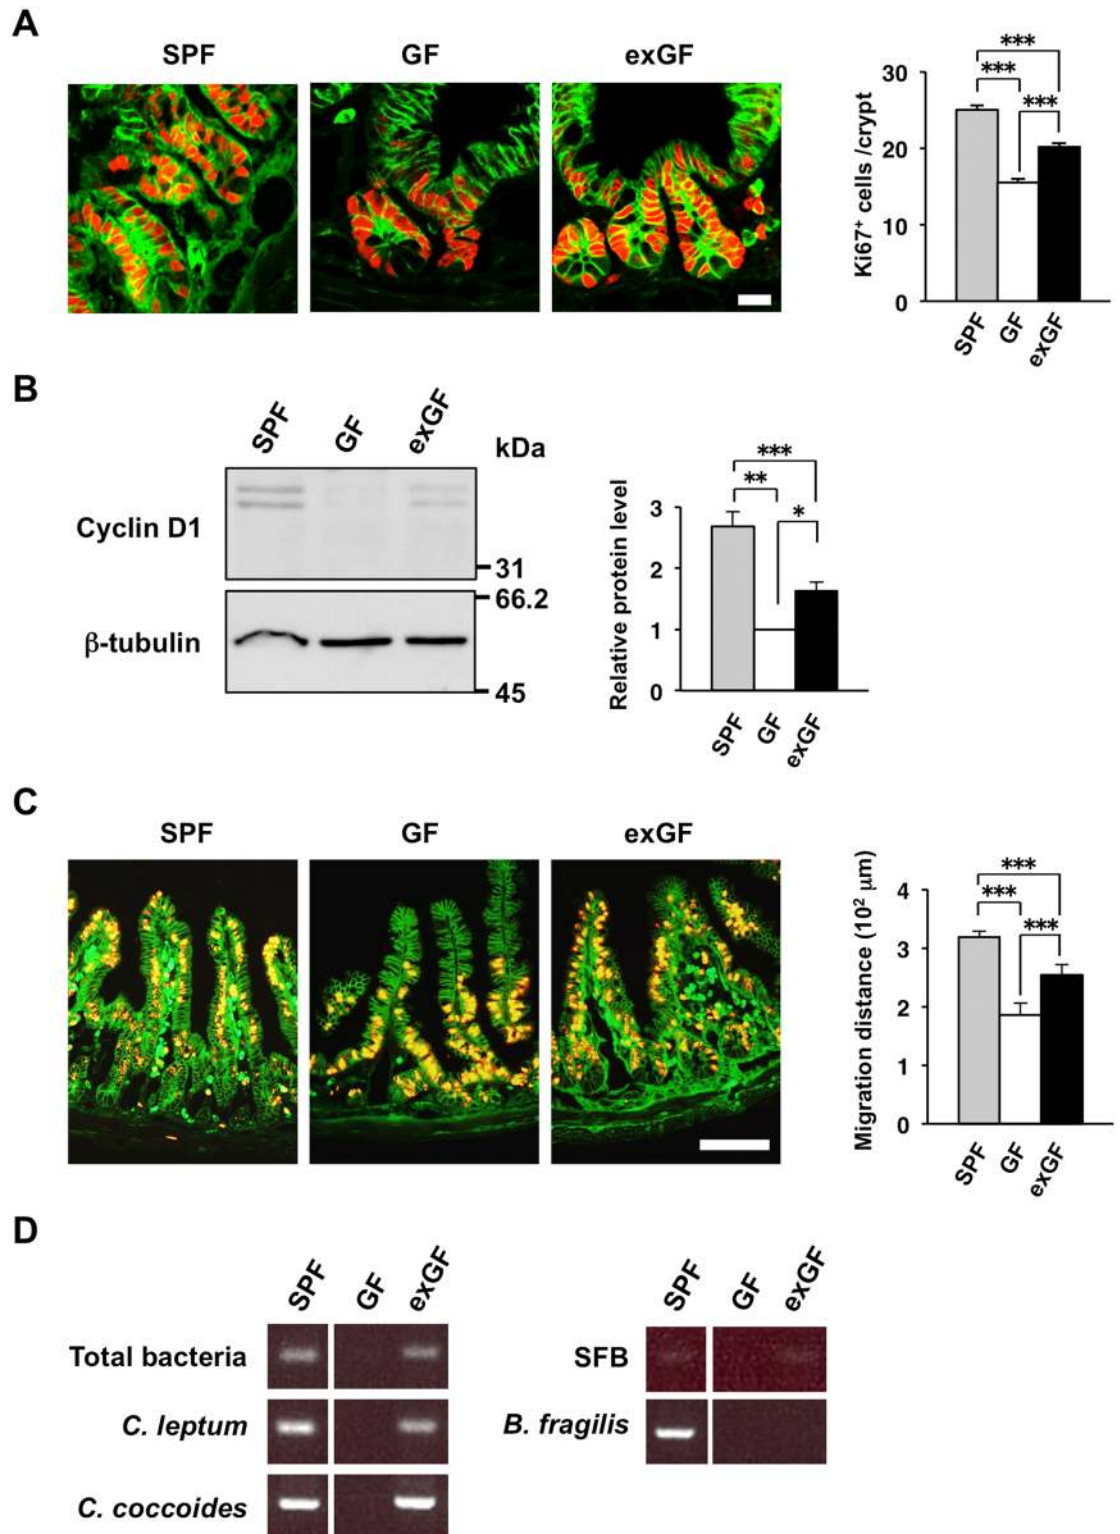 A
SPF GF exGF
***
*** ***
30
20
10
0
Ki67⁺ cells /crypt
SPF GF exGF
B
SPF GF exGF
kDa
Cyclin D1
31
66.2
β-tubulin
45
***
** *
3
2
1
0
Relative protein level
SPF GF exGF
C
SPF GF exGF
***
*** ***
4
3
2
1
0
Migration distance (10² μm)
SPF GF exGF
D
SPF GF exGF
Total bacteria
C. leptum
C. coccoides
SPF GF exGF
SFB
B. fragilis